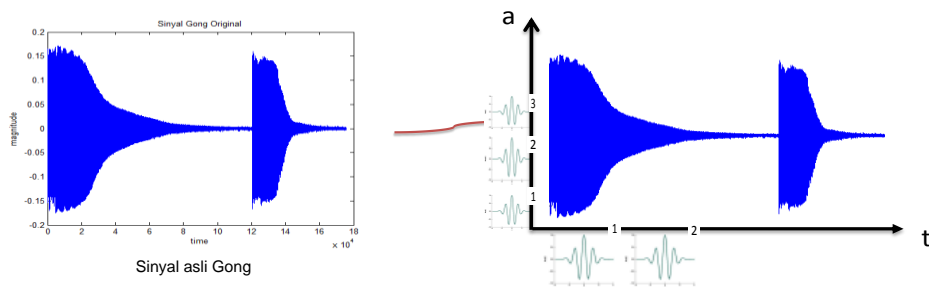 Sinyal Gong Original
0.2
0.15
0.1
0.05
0
-0.05
-0.1
-0.15
-0.2
magnitude
0 2 4 6 8 10 12 14 16 18
time
× 10⁴
Sinyal asli Gong
a
3
2
1
1 2
t